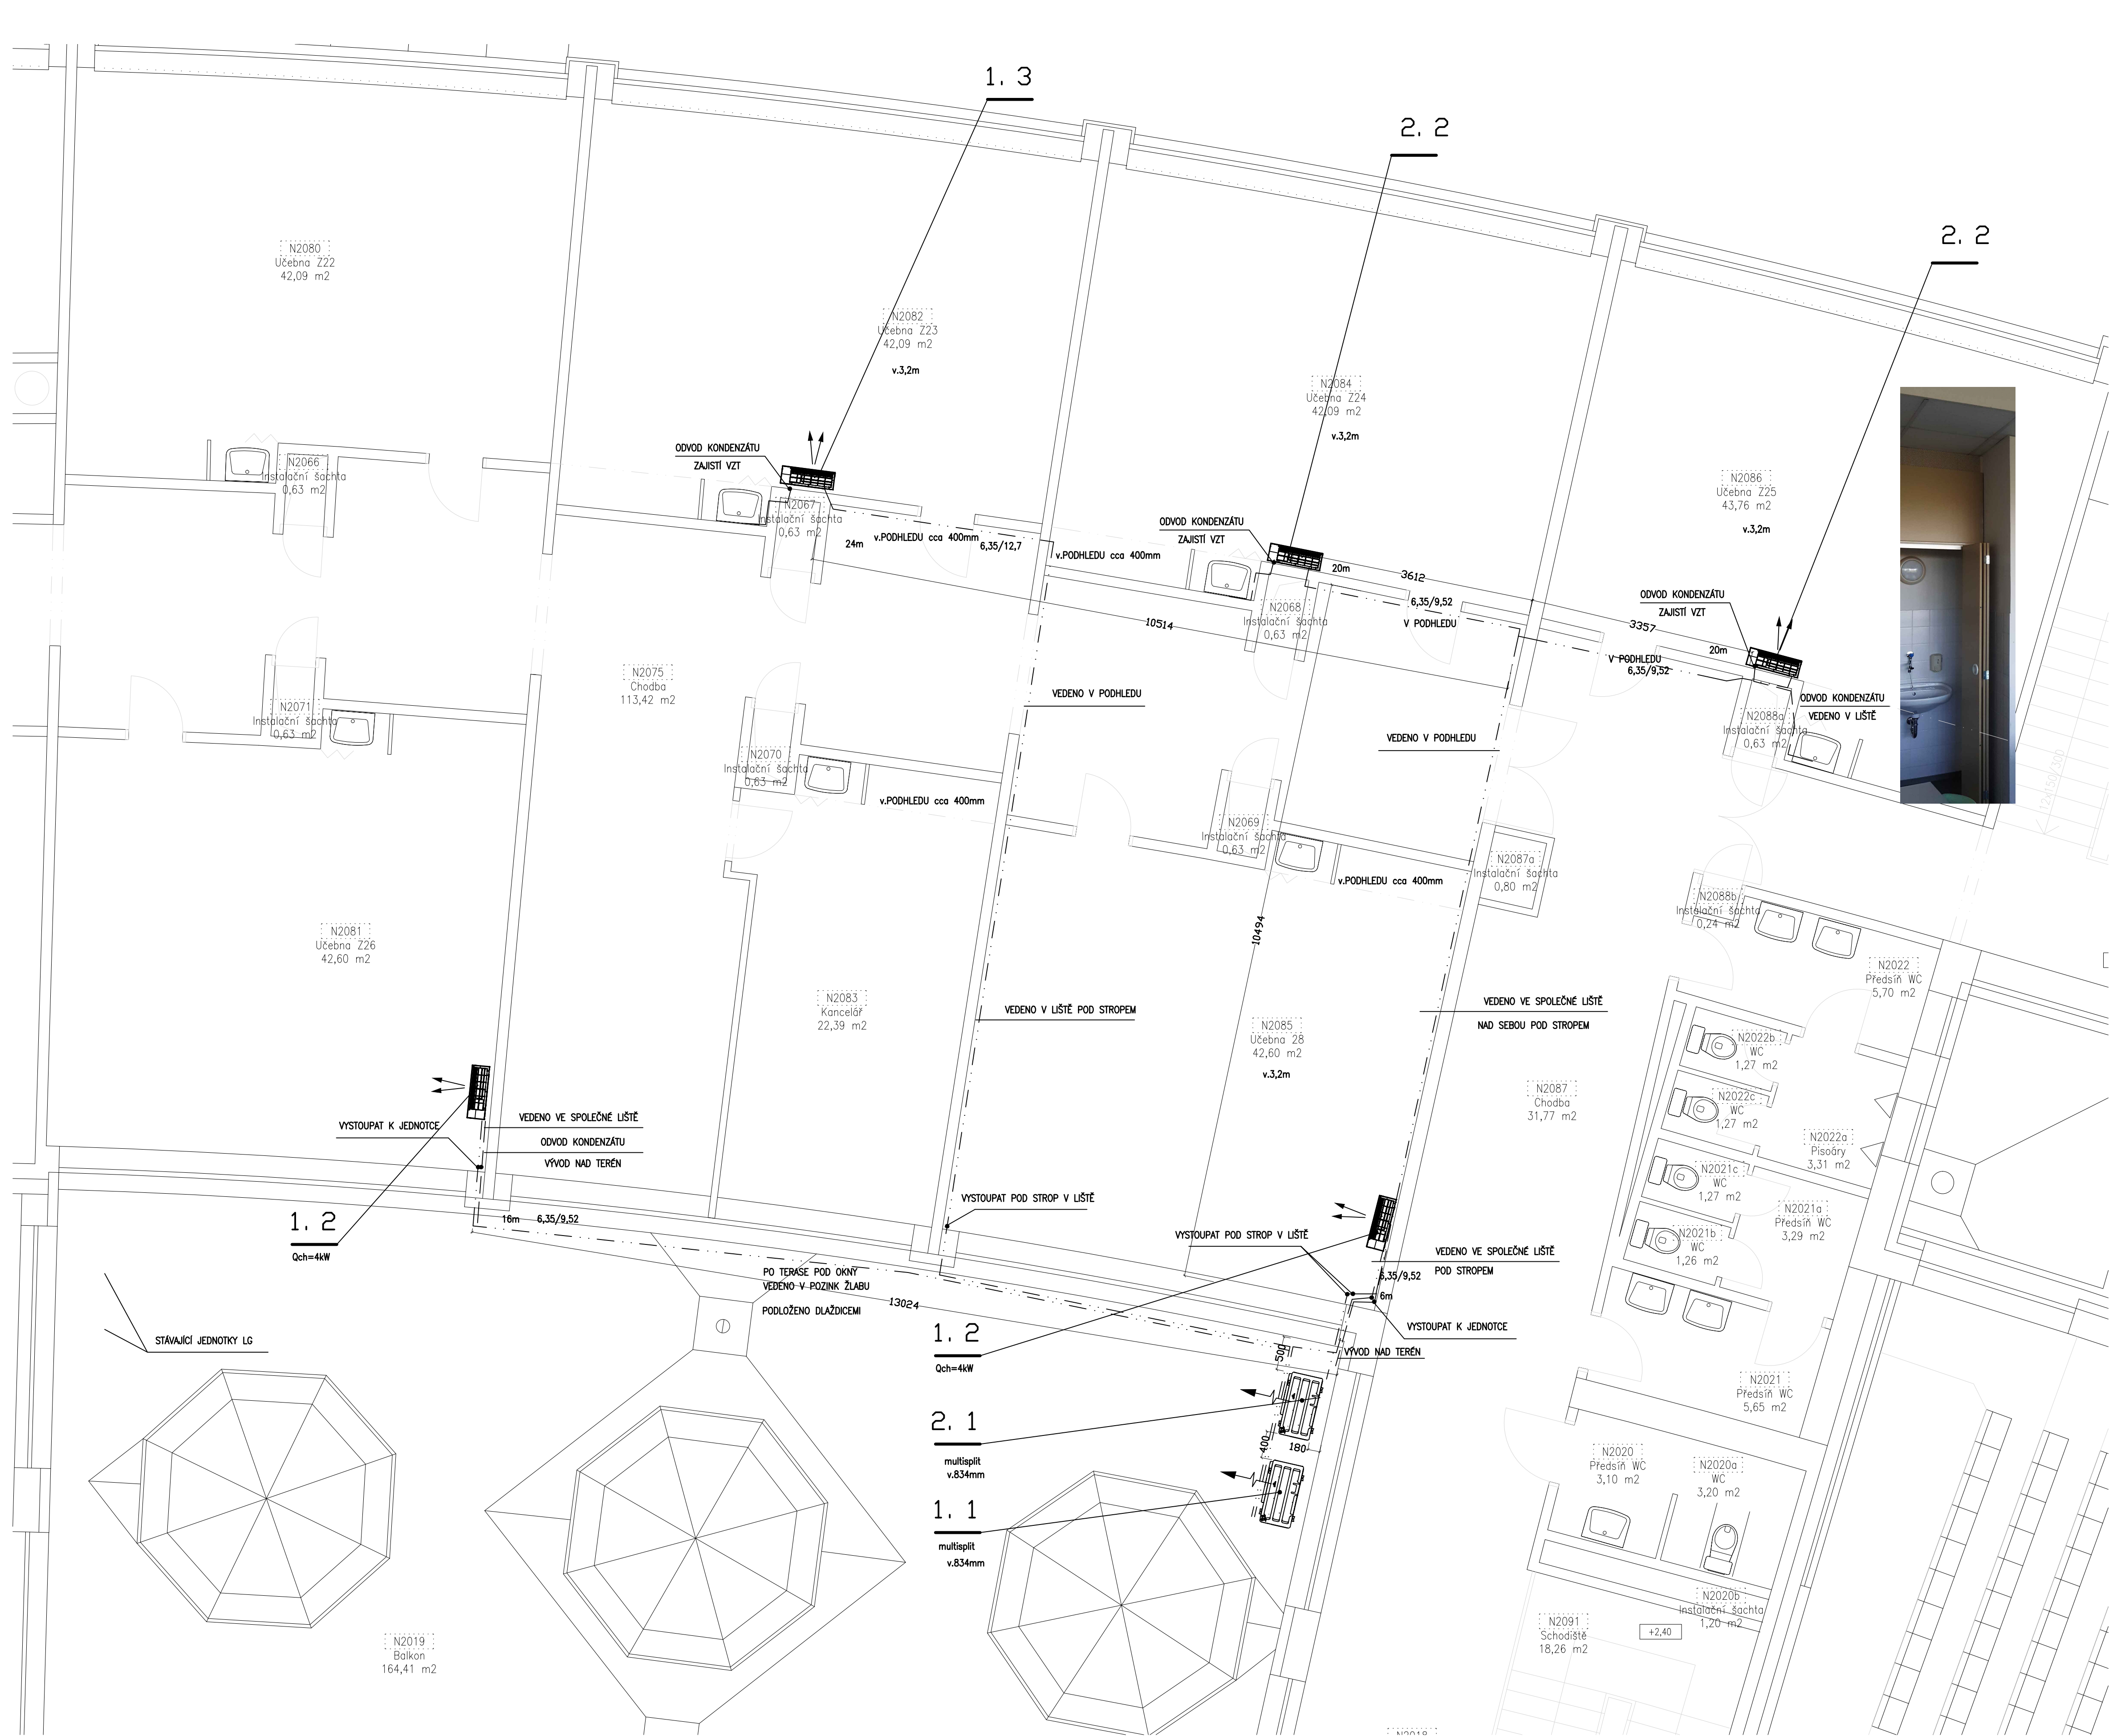 1. 3
2. 2
2. 2
N2080
Učebna Z22
42,09 m2
N2082
Učebna Z23
42,09 m2
v.3,2m
N2084
Učebna Z24
42,09 m2
v.3,2m
N2086
Učebna Z25
43,76 m2
v.3,2m
N2066
Instalační šachta
0,63 m2
ODVOD KONDENZÁTU
ZAJISTÍ VZT
N2067
Instalační šachta
0,63 m2
24m
v.PODHLEDU cca 400mm
6,35/12,7
v.PODHLEDU cca 400mm
ODVOD KONDENZÁTU
ZAJISTÍ VZT
20m
3612
N2068
Instalační šachta
0,63 m2
6,35/9,52
V PODHLEDU
10514
ODVOD KONDENZÁTU
ZAJISTÍ VZT
3357
20m
V PODHLEDU
6,35/9,52
ODVOD KONDENZÁTU
VEDENO V LIŠTĚ
N2088a
Instalační šachta
0,63 m2
12x150/300
N2075
Chodba
113,42 m2
N2071
Instalační šachta
0,63 m2
VEDENO V PODHLEDU
VEDENO V PODHLEDU
N2070
Instalační šachta
0,63 m2
v.PODHLEDU cca 400mm
N2069
Instalační šachta
0,63 m2
v.PODHLEDU cca 400mm
N2087a
Instalační šachta
0,80 m2
N2088b
Instalační šachta
0,24 m2
10494
N2081
Učebna Z26
42,60 m2
N2083
Kancelář
22,39 m2
VEDENO V LIŠTĚ POD STROPEM
N2085
Učebna 28
42,60 m2
v.3,2m
VEDENO VE SPOLEČNÉ LIŠTĚ
NAD SEBOU POD STROPEM
N2022
Předsíň WC
5,70 m2
N2022b
WC
1,27 m2
N2087
Chodba
31,77 m2
N2022c
WC
1,27 m2
N2022a
Pisoáry
3,31 m2
N2021c
WC
1,27 m2
N2021a
Předsíň WC
3,29 m2
N2021b
WC
1,26 m2
VYSTOUPAT K JEDNOTCE
VEDENO VE SPOLEČNÉ LIŠTĚ
ODVOD KONDENZÁTU
VÝVOD NAD TERÉN
1. 2
Qch=4kW
16m
6,35/9,52
VYSTOUPAT POD STROP V LIŠTĚ
VYSTOUPAT POD STROP V LIŠTĚ
VEDENO VE SPOLEČNÉ LIŠTĚ
POD STROPEM
6,35/9,52
6m
PO TERASE POD OKNY
VEDENO V POZINK ŽLABU
PODLOŽENO DLAŽDICEMI
13024
STÁVAJÍCÍ JEDNOTKY LG
VYSTOUPAT K JEDNOTCE
VÝVOD NAD TERÉN
1. 2
Qch=4kW
500
2. 1
multisplit
v.834mm
400
180
1. 1
multisplit
v.834mm
N2021
Předsíň WC
5,65 m2
N2020
Předsíň WC
3,10 m2
N2020a
WC
3,20 m2
N2020b
Instalační šachta
1,20 m2
N2091
Schodiště
18,26 m2
+2,40
N2019
Balkon
164,41 m2